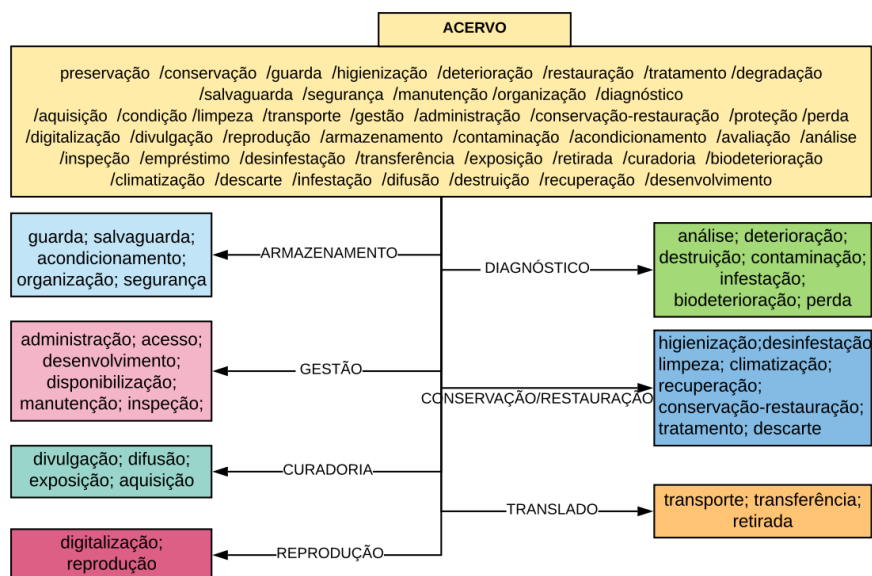 ACERVO
preservação /conservação /guarda /higienização /deterioração /restauração /tratamento /degradação
/salvaguarda /segurança /manutenção /organização /diagnóstico
/aquisição /condição /limpeza /transporte /gestão /administração /conservação-restauração /proteção /perda
/digitalização /divulgação /reprodução /armazenamento /contaminação /acondicionamento /avaliação /análise
/inspeção /empréstimo /desinfestação /transferência /exposição /retirada /curadoria /biodeterioração
/climatização /descarte /infestação /difusão /destruição /recuperação /desenvolvimento
guarda; salvaguarda;
acondicionamento;
organização; segurança
ARMAZENAMENTO
DIAGNÓSTICO
análise; deterioração;
destruição; contaminação;
infestação;
biodeterioração; perda
administração; acesso;
desenvolvimento;
disponibilização;
manutenção; inspeção;
GESTÃO
CONSERVAÇÃO/RESTAURAÇÃO
higienização;desinfestação
limpeza; climatização;
recuperação;
conservação-restauração;
tratamento; descarte
divulgação; difusão;
exposição; aquisição
CURADORIA
TRANSLADO
transporte; transferência;
retirada
digitalização;
reprodução
REPRODUÇÃO